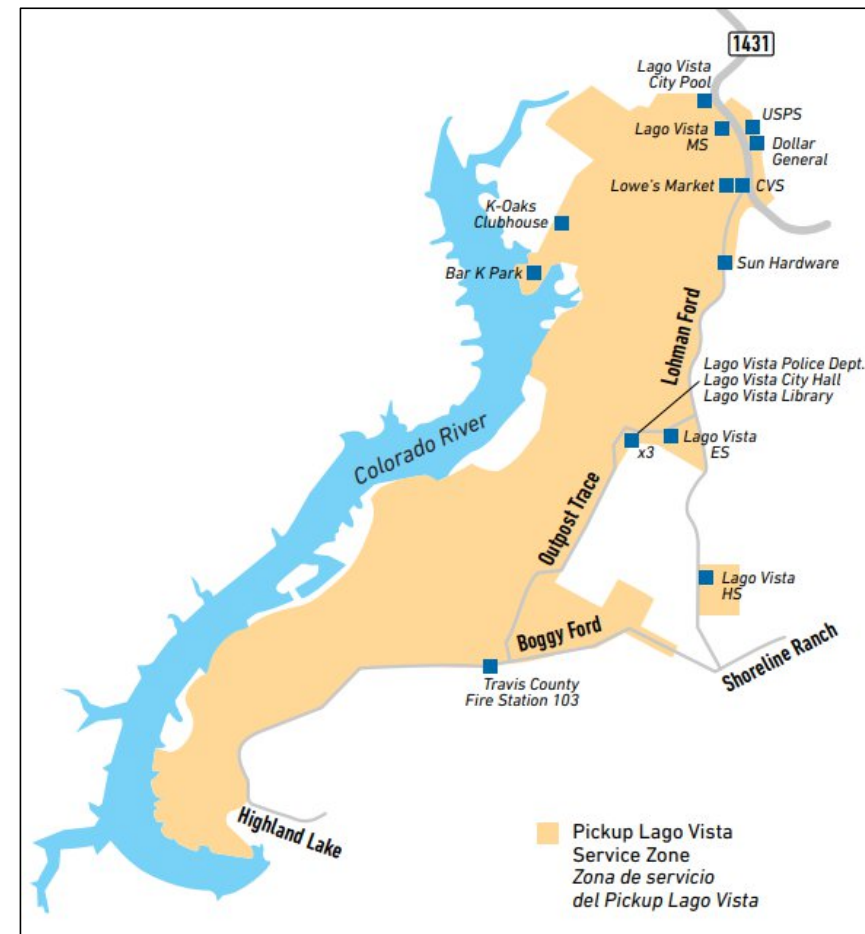 1431
Lago Vista
City Pool
USPS
Lago Vista
MS
Dollar
General
Lowe's Market
CVS
K-Oaks
Clubhouse
Bar K Park
Sun Hardware
Lohman Ford
Lago Vista Police Dept.
Lago Vista City Hall
Lago Vista Library
Colorado River
x3
Lago Vista
ES
Outpost Trace
Lago Vista
HS
Boggy Ford
Shoreline Ranch
Travis County
Fire Station 103
Highland Lake
Pickup Lago Vista
Service Zone
Zona de servicio
del Pickup Lago Vista